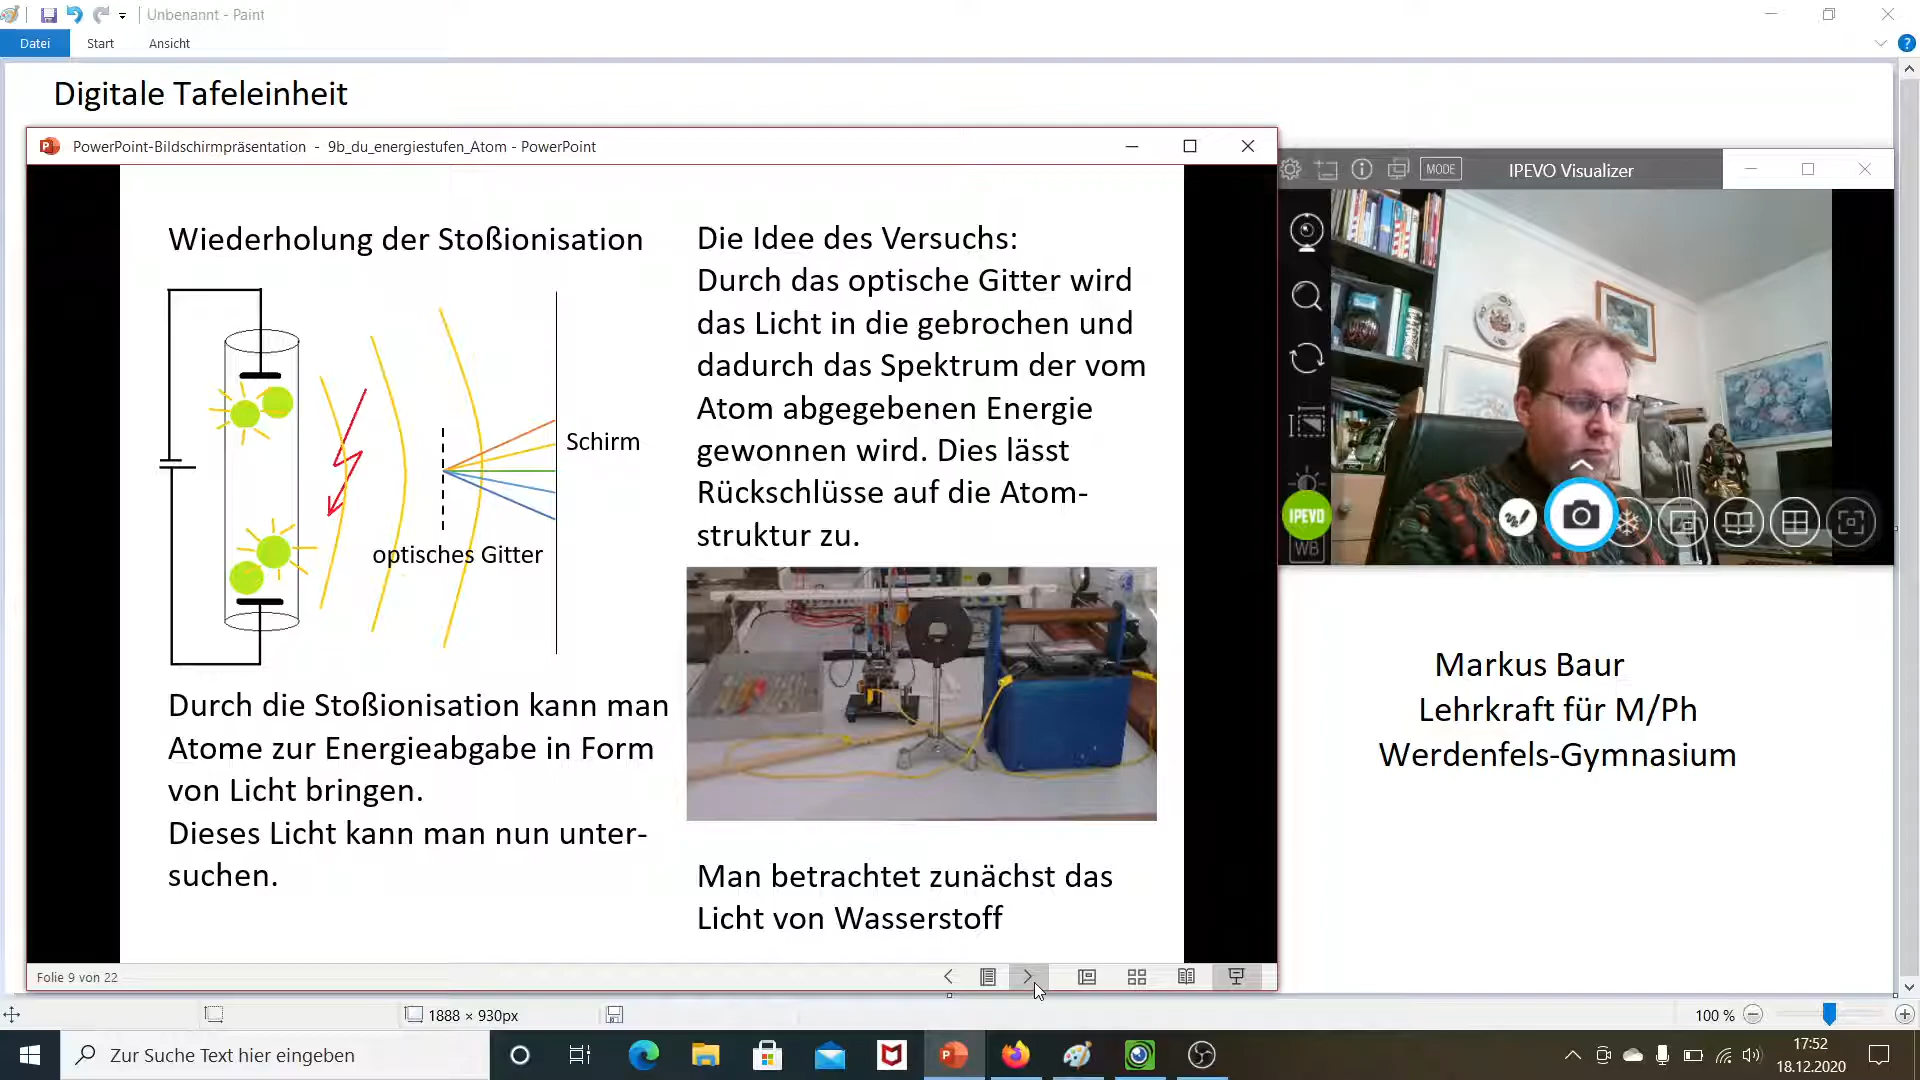 Unbenannt - Paint
Datei
Start
Ansicht
?
Digitale Tafeleinheit
PowerPoint-Bildschirmpräsentation - 9b_du_energiestufen_Atom - PowerPoint
MODE
IPEVO Visualizer
Wiederholung der Stoßionisation
Schirm
optisches Gitter
Durch die Stoßionisation kann man
Atome zur Energieabgabe in Form
von Licht bringen.
Dieses Licht kann man nun unter-
suchen.
Die Idee des Versuchs:
Durch das optische Gitter wird
das Licht in die gebrochen und
dadurch das Spektrum der vom
Atom abgegebenen Energie
gewonnen wird. Dies lässt
Rückschlüsse auf die Atom-
struktur zu.
Man betrachtet zunächst das
Licht von Wasserstoff
IPEVO
WB
Markus Baur
Lehrkraft für M/Ph
Werdenfels-Gymnasium
Folie 9 von 22
1888 × 930px
100 %
Zur Suche Text hier eingeben
17:52
18.12.2020